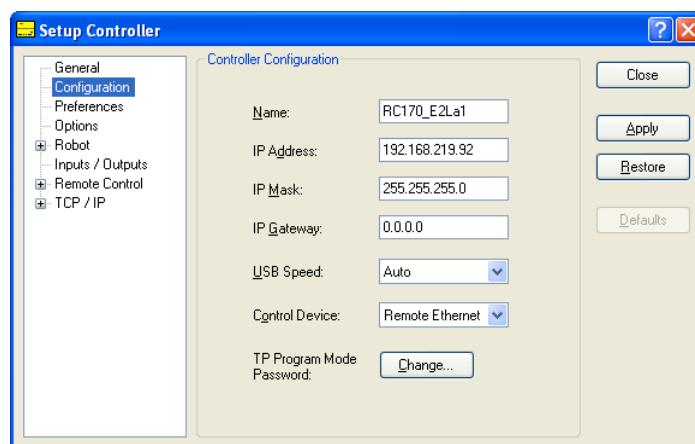 Setup Controller
General
Configuration
Preferences
Options
Robot
Inputs / Outputs
Remote Control
TCP / IP
Controller Configuration
Name: RC170_E2La1
IP Address: 192.168.219.92
IP Mask: 255.255.255.0
IP Gateway: 0.0.0.0
USB Speed: Auto
Control Device: Remote Ethernet
TP Program Mode
Password: Change...
Close
Apply
Restore
Defaults